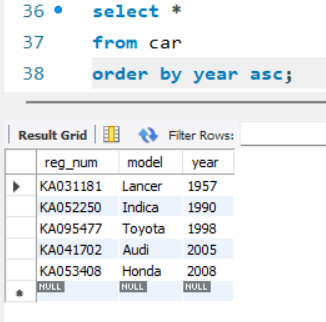 36 select *
37 from car
38 order by year asc;
Result Grid Filter Rows:
reg_num model year
KA031181 Lancer 1957
KA052250 Indica 1990
KA095477 Toyota 1998
KA041702 Audi 2005
KA053408 Honda 2008
NULL NULL NULL